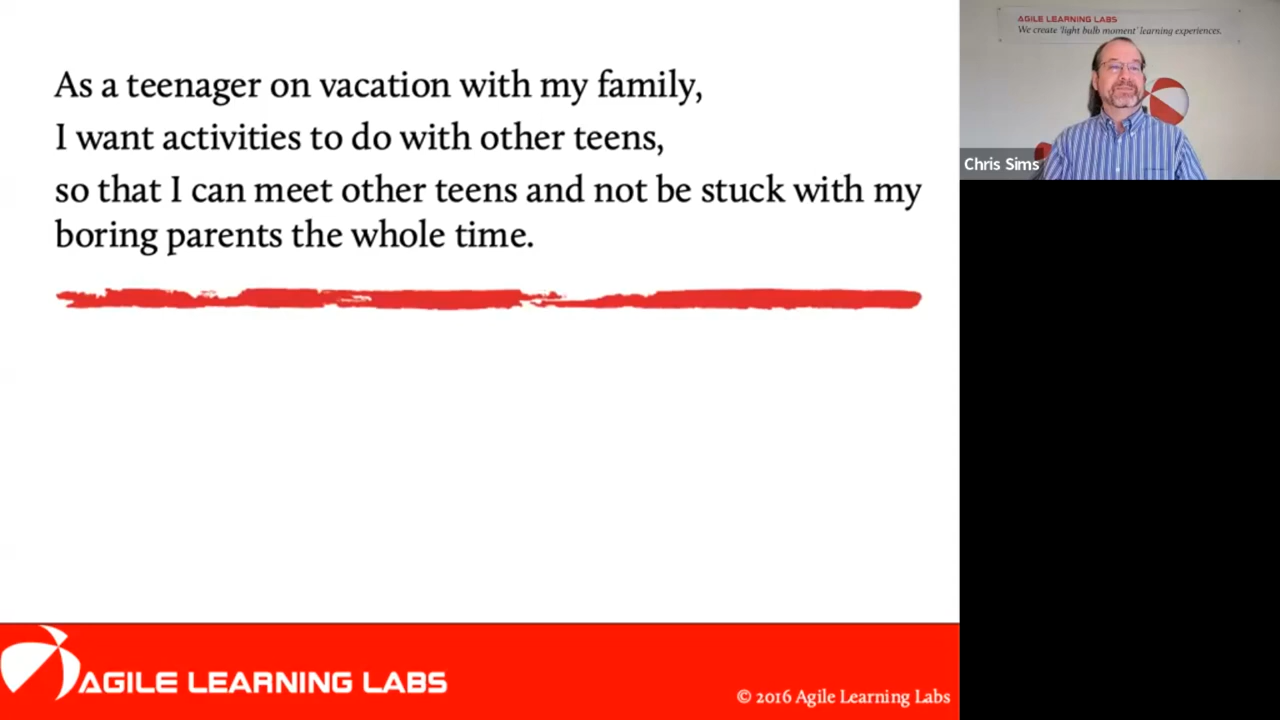 As a teenager on vacation with my family,
I want activities to do with other teens,
so that I can meet other teens and not be stuck with my
boring parents the whole time.
AGILE LEARNING LABS
© 2016 Agile Learning Labs
AGILE LEARNING LABS
We create 'light bulb moment' learning experiences.
Chris Sims